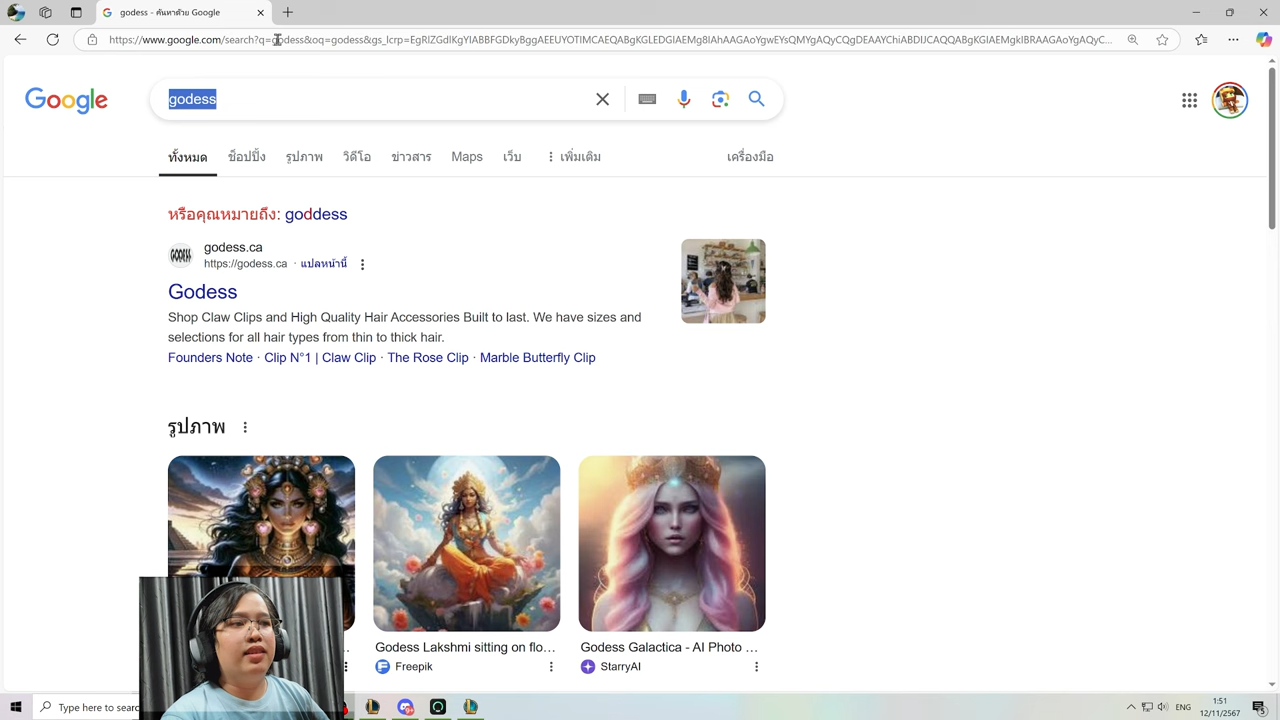 godess - ค้นหาด้วย Google
https://www.google.com/search?q=godess&oq=godess&gs_lcrp=
Google
godess
ทั้งหมด
ช็อปปิ้ง
รูปภาพ
วิดีโอ
ข่าวสาร
Maps
เว็บ
เพิ่มเติม
เครื่องมือ
หรือคุณหมายถึง: goddess
GODESS
godess.ca
https://godess.ca · แปลหน้านี้
Godess
Shop Claw Clips and High Quality Hair Accessories Built to last. We have sizes and
selections for all hair types from thin to thick hair.
Founders Note · Clip N°1 | Claw Clip · The Rose Clip · Marble Butterfly Clip
รูปภาพ
Godess Lakshmi sitting on flo...
Freepik
Godess Galactica - AI Photo ...
StarryAI
Type here to searc
ENG
1:51
12/11/2567